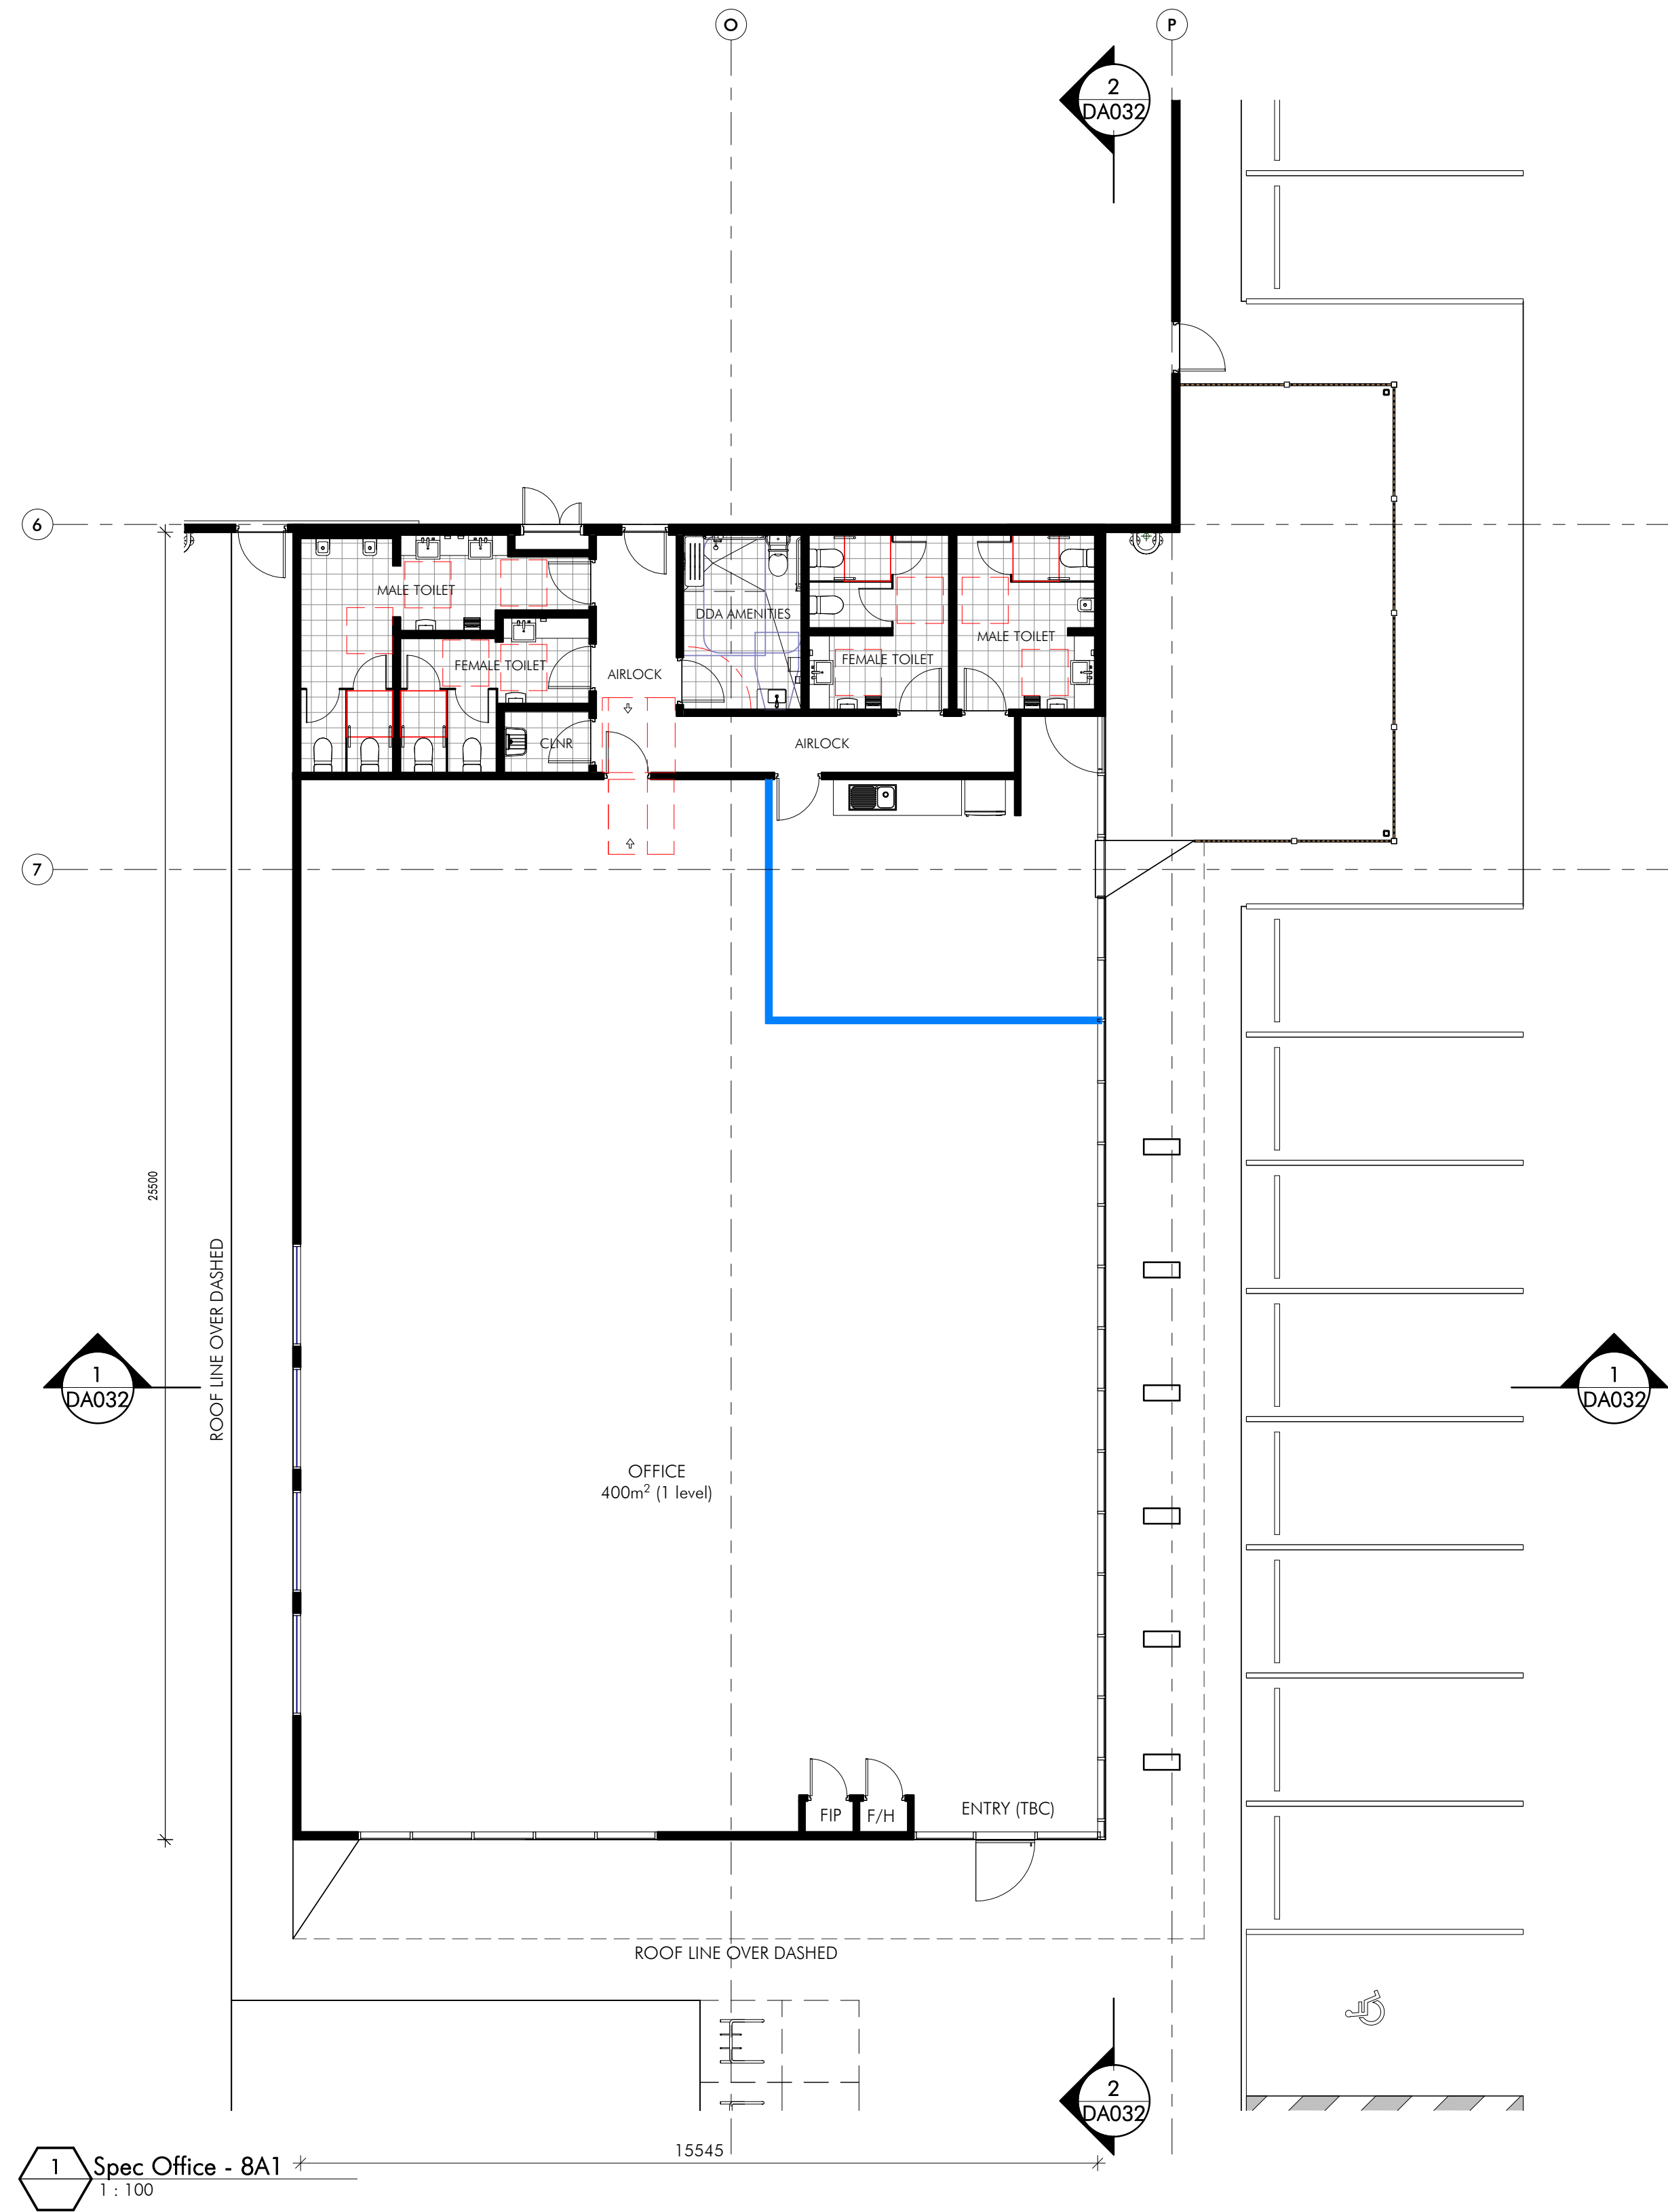 O
P
2
DA032
6
MALE TOILET
DDA AMENITIES
MALE TOILET
FEMALE TOILET
FEMALE TOILET
AIRLOCK
CLNR
AIRLOCK
7
25500
ROOF LINE OVER DASHED
1
DA032
1
DA032
OFFICE
400m² (1 level)
FIP
F/H
ENTRY (TBC)
ROOF LINE OVER DASHED
2
DA032
15545
1
Spec Office - 8A1
1 : 100